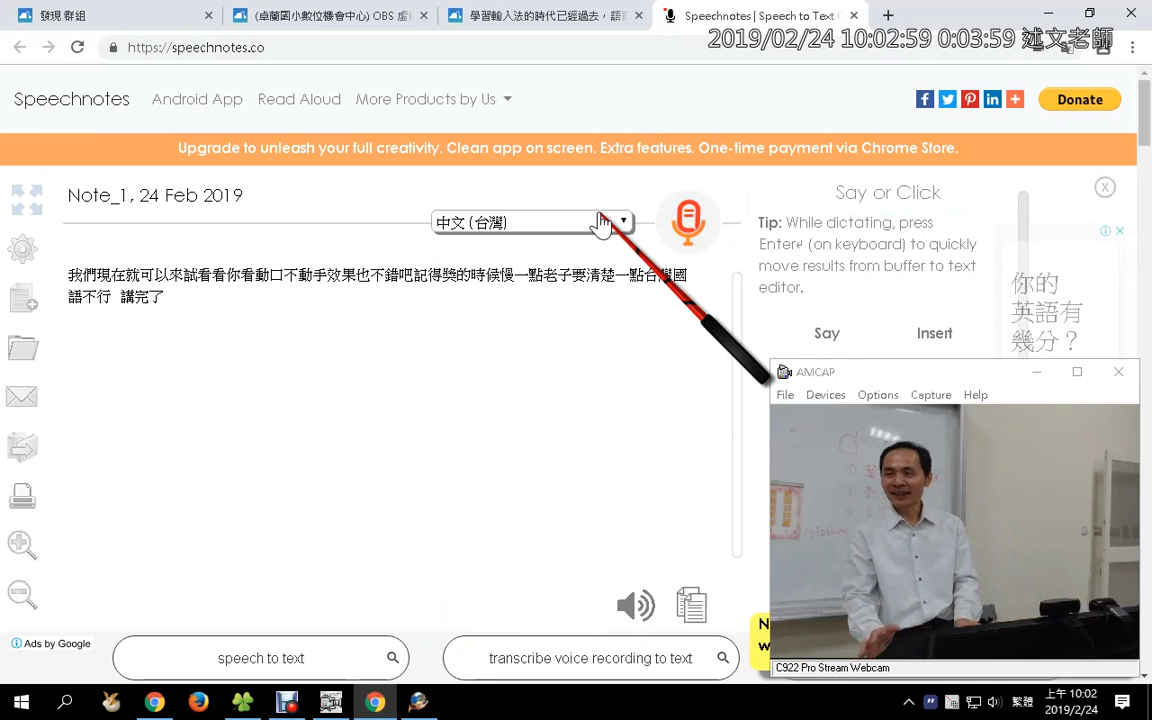 發現 群組
(卓蘭國小數位機會中心) OBS 虛
學習輸入法的時代已經過去，語
Speechnotes | Speech to Text O
2019/02/24 10:02:59 0:03:59 述文老師
https://speechnotes.co
Speechnotes Android App Read Aloud More Products by Us
Donate
Upgrade to unleash your full creativity. Clean app on screen. Extra features. One-time payment via Chrome Store.
Note_1, 24 Feb 2019
中文 (台灣)
我們現在就可以來試看看你看動口不動手效果也不錯吧記得獎的時候慢一點老子要清楚一點台灣國
語不行 講完了
Say or Click
Tip: While dictating, press
Enter↵ (on keyboard) to quickly
move results from buffer to text
editor.
Say Insert
你的
英語有
幾分？
AMCAP
File Devices Options Capture Help
C922 Pro Stream Webcam
Ads by Google
speech to text
transcribe voice recording to text
繁體
上午 10:02
2019/2/24